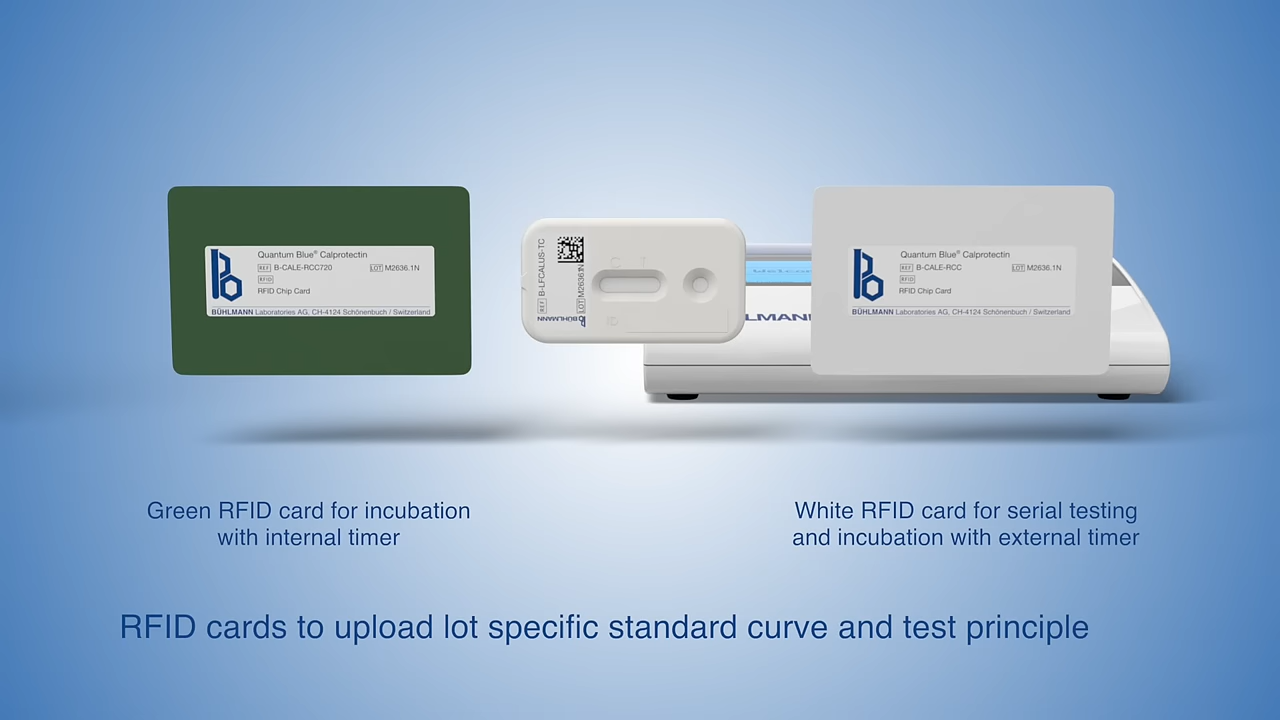 Quantum Blue® Calprotectin
REF B-CALE-RCC720 LOT M2636.1N
RFID
RFID Chip Card
BÜHLMANN Laboratories AG, CH-4124 Schönenbuch / Switzerland
REF B-LFCALUS-TC
LOT M2636.1N
BÜHLMANN
C T
Quantum Blue® Calprotectin
REF B-CALE-RCC LOT M2636.1N
RFID
RFID Chip Card
BÜHLMANN Laboratories AG, CH-4124 Schönenbuch / Switzerland
Green RFID card for incubation
with internal timer
White RFID card for serial testing
and incubation with external timer
RFID cards to upload lot specific standard curve and test principle